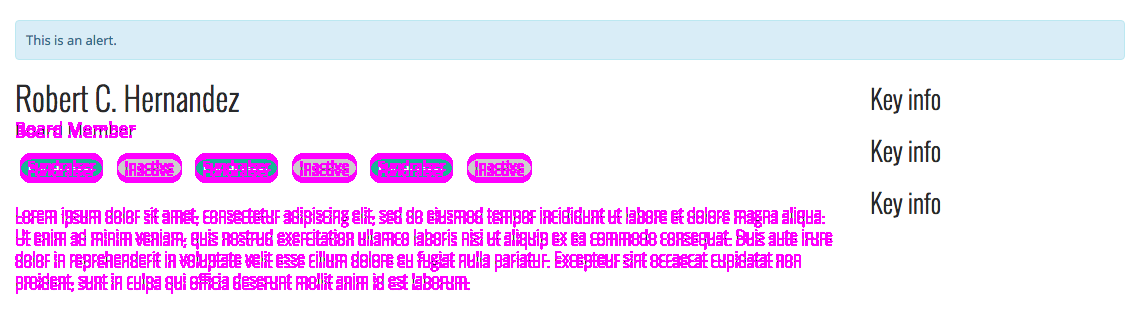 This is an alert.
Robert C. Hernandez
Board Member
Inactive Inactive Inactive
Lorem ipsum dolor sit amet, consectetur adipiscing elit, sed do eiusmod tempor incididunt ut labore et dolore magna aliqua.
Ut enim ad minim veniam, quis nostrud exercitation ullamco laboris nisi ut aliquip ex ea commodo consequat. Duis aute irure
dolor in reprehenderit in voluptate velit esse cillum dolore eu fugiat nulla pariatur. Excepteur sint occaecat cupidatat non
proident, sunt in culpa qui officia deserunt mollit anim id est laborum.
Key info
Key info
Key info